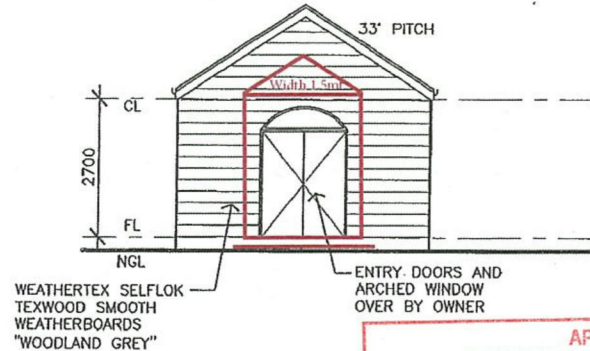 33° PITCH
Width 1.5mt
CL
2700
FL
NGL
WEATHERTEX SELFLOK
TEXWOOD SMOOTH
WEATHERBOARDS
"WOODLAND GREY"
ENTRY DOORS AND
ARCHED WINDOW
OVER BY OWNER